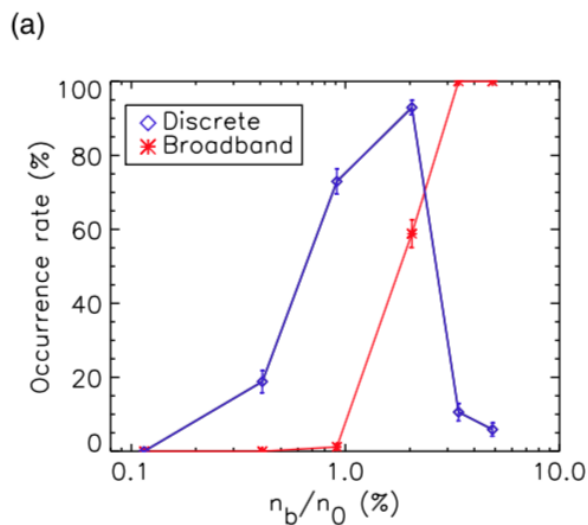 (a)
100
80
60
40
20
0
Occurrence rate (%)
Discrete
Broadband
0.1
1.0
10.0
n_b/n_0 (%)